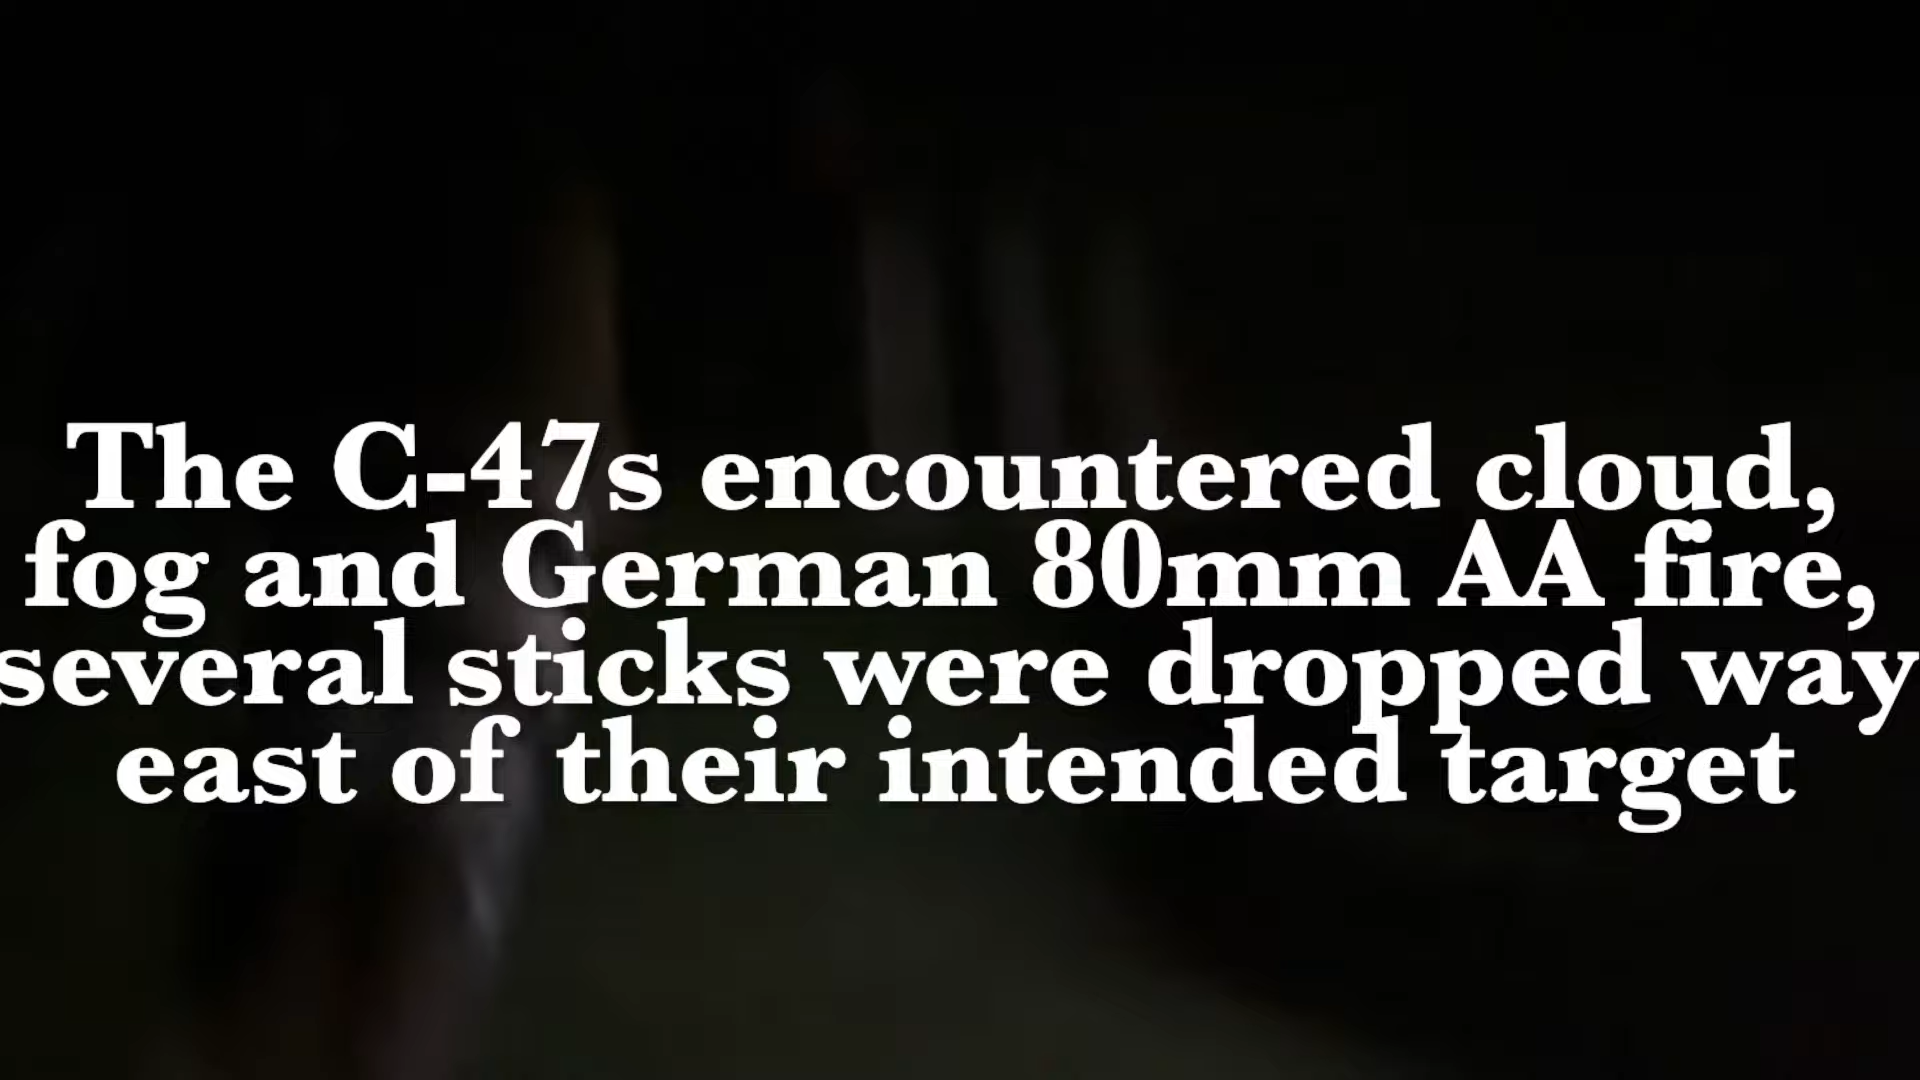 The C-47s encountered cloud,
fog and German 80mm AA fire,
several sticks were dropped way
east of their intended target